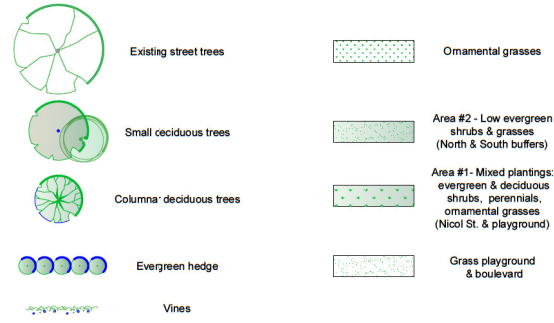 Existing street trees
Small ceciduous trees
Columnar deciduous trees
Evergreen hedge
Vines
Ornamental grasses
Area #2 - Low evergreen
shrubs & grasses
(North & South buffers)
Area #1- Mixed plantings:
evergreen & deciduous
shrubs, perennials,
ornamental grasses
(Nicol St. & playground)
Grass playground
& boulevard